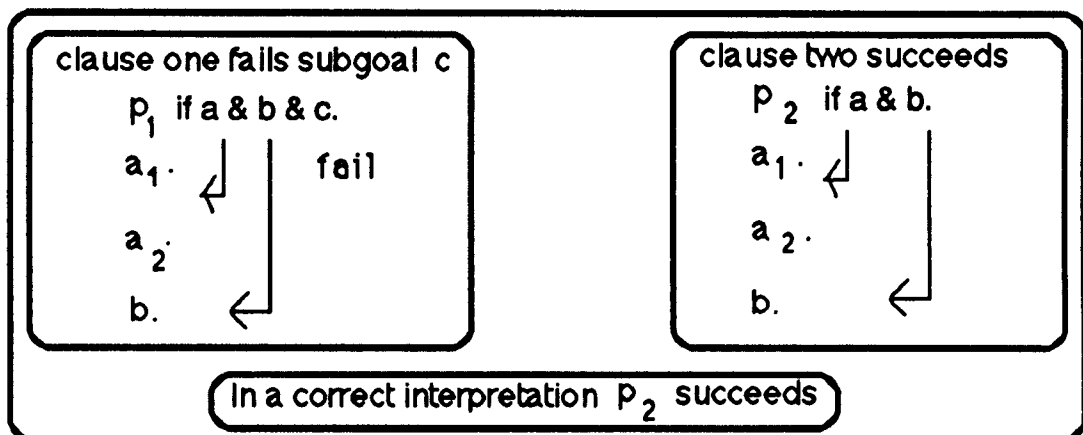 clause one fails subgoal c
p₁ if a & b & c.
a₁.
fail
a₂.
b.
clause two succeeds
p₂ if a & b.
a₁.
a₂.
b.
In a correct interpretation p₂ succeeds